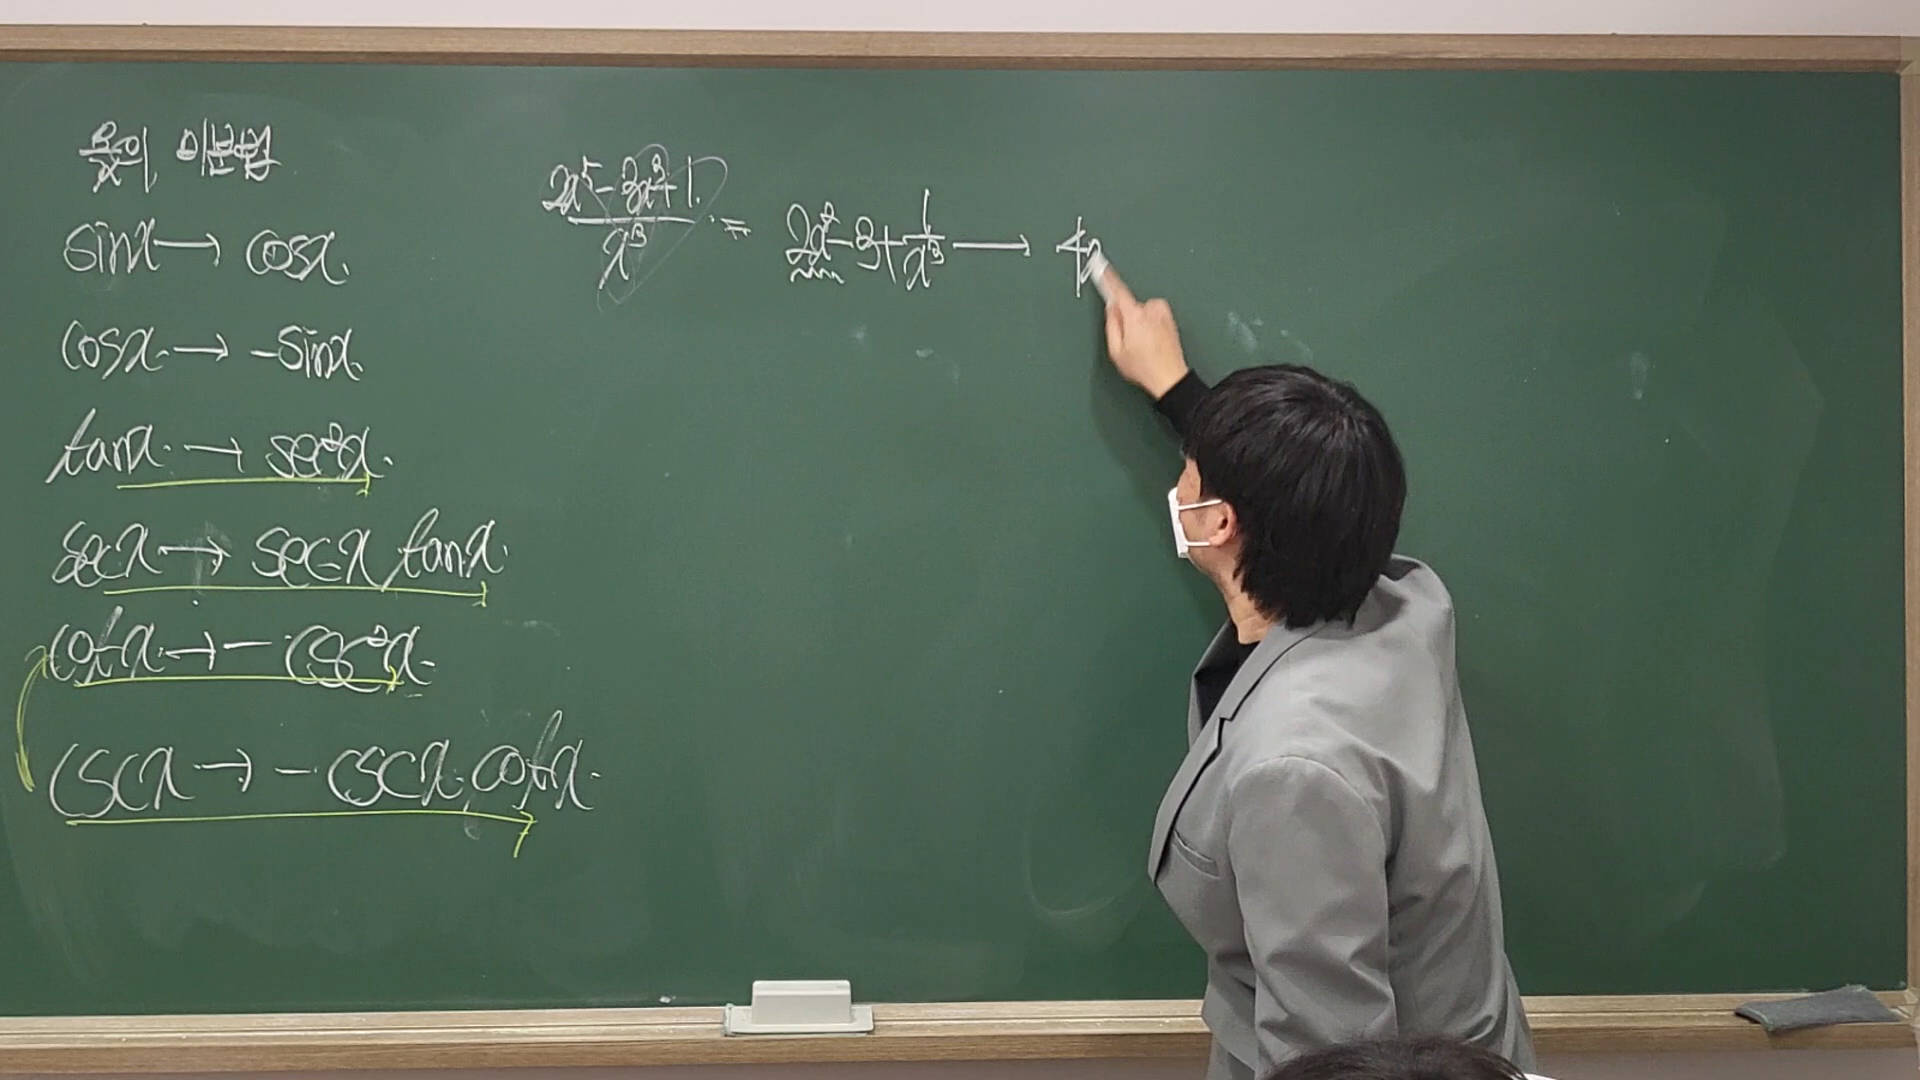 몫의 미분법
sinx → cosx.
cosx. → -sinx.
tanx. → sec²x.
secx → secx tanx.
cotx. → - csc²x.
cscx → - cscx.cotx.
(2x⁵-3x³+1)/x³ = 2x²-3+1/x³ → 4x